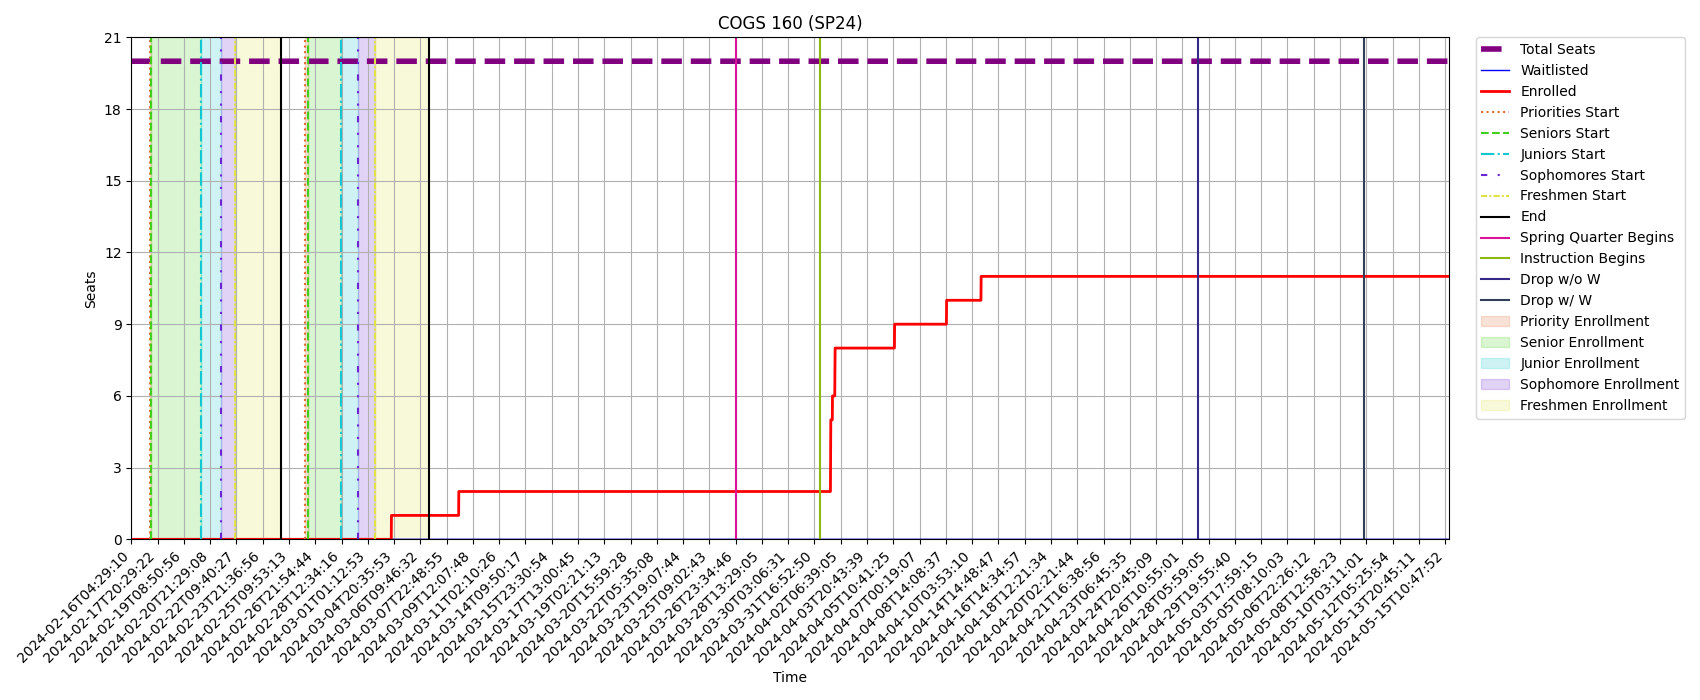 COGS 160 (SP24)
Seats
21
18
15
12
9
6
3
0
2024-02-16T04:29:10
2024-02-17T20:29:22
2024-02-19T08:50:56
2024-02-20T21:29:08
2024-02-22T09:40:27
2024-02-23T21:36:56
2024-02-25T09:53:13
2024-02-26T21:54:44
2024-02-28T12:34:16
2024-03-01T01:12:53
2024-03-04T20:35:53
2024-03-06T09:46:32
2024-03-07T22:48:55
2024-03-09T12:07:48
2024-03-11T02:10:26
2024-03-14T09:50:17
2024-03-15T23:30:54
2024-03-17T13:00:45
2024-03-19T02:21:13
2024-03-20T15:59:28
2024-03-22T05:35:08
2024-03-23T19:07:44
2024-03-25T09:02:43
2024-03-26T23:34:46
2024-03-28T13:29:05
2024-03-30T03:06:31
2024-03-31T16:52:50
2024-04-02T06:39:05
2024-04-03T20:43:39
2024-04-05T10:41:25
2024-04-07T00:19:07
2024-04-08T14:08:37
2024-04-10T03:53:10
2024-04-14T14:48:47
2024-04-16T14:34:57
2024-04-18T12:21:34
2024-04-20T02:21:44
2024-04-21T16:38:56
2024-04-23T06:45:35
2024-04-24T20:45:09
2024-04-26T10:55:01
2024-04-28T05:59:05
2024-04-29T19:55:40
2024-05-03T17:59:15
2024-05-05T08:10:03
2024-05-06T22:26:12
2024-05-08T12:58:23
2024-05-10T03:11:01
2024-05-12T05:25:54
2024-05-13T20:45:11
2024-05-15T10:47:52
Time
Total Seats
Waitlisted
Enrolled
Priorities Start
Seniors Start
Juniors Start
Sophomores Start
Freshmen Start
End
Spring Quarter Begins
Instruction Begins
Drop w/o W
Drop w/ W
Priority Enrollment
Senior Enrollment
Junior Enrollment
Sophomore Enrollment
Freshmen Enrollment